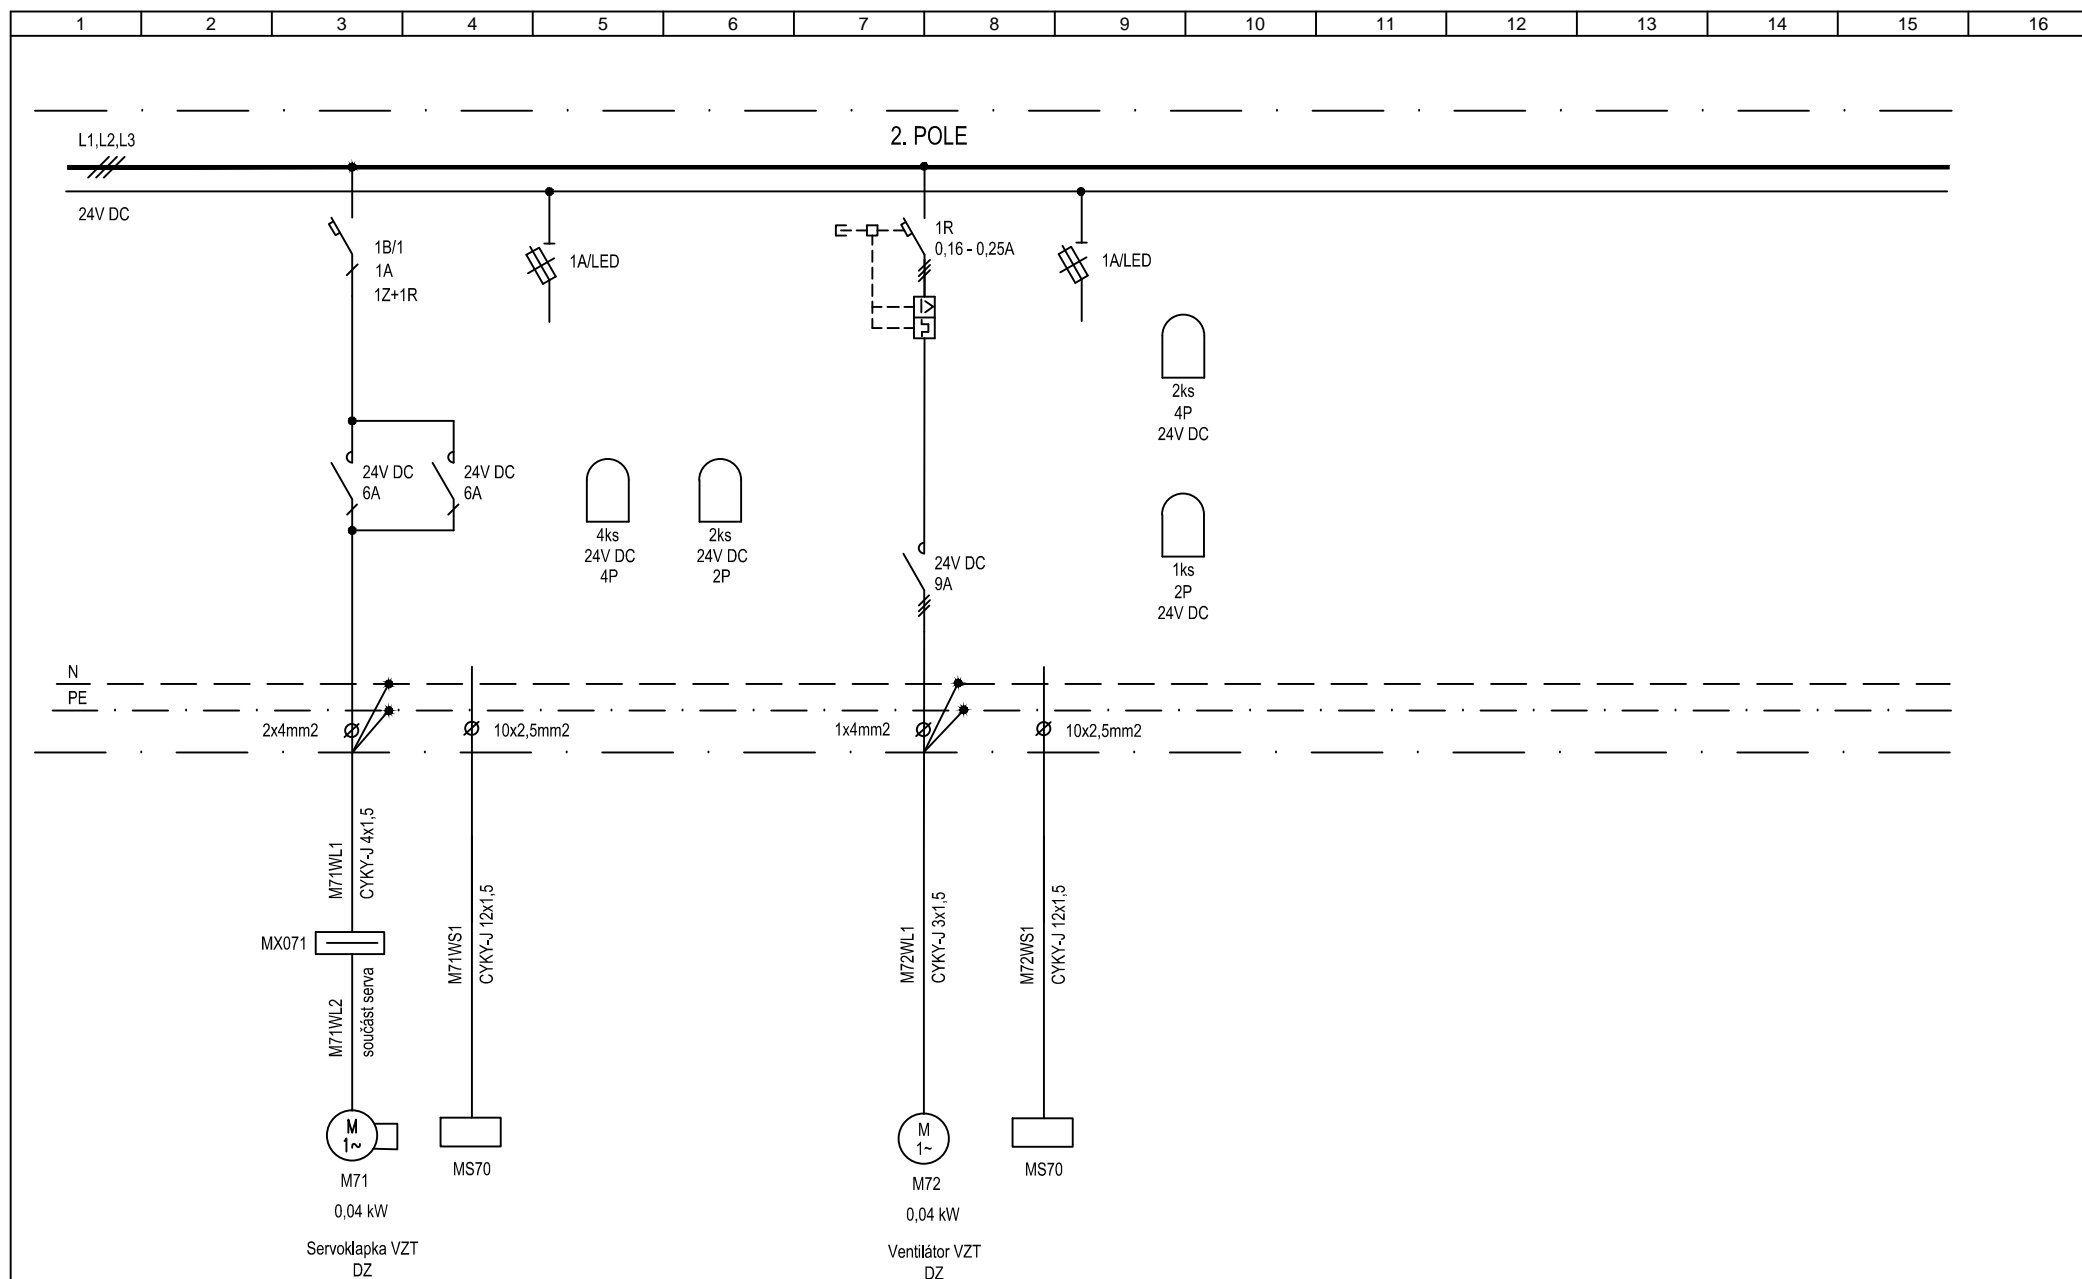 1 2 3 4 5 6 7 8 9 10 11 12 13 14 15 16
2. POLE
L1,L2,L3
24V DC
1B/1
1A
1Z+1R
1A/LED
1R
0,16 - 0,25A
1A/LED
2ks
4P
24V DC
24V DC
6A
24V DC
6A
4ks
24V DC
4P
2ks
24V DC
2P
24V DC
9A
1ks
2P
24V DC
N
PE
2x4mm2
10x2,5mm2
1x4mm2
10x2,5mm2
M71WL1
CYKY-J 4x1,5
MX071
M71WL2
součást serva
M71WS1
CYKY-J 12x1,5
M72WL1
CYKY-J 3x1,5
M72WS1
CYKY-J 12x1,5
M
1~
M71
0,04 kW
Servoklapka VZT
DZ
MS70
M
1~
M72
0,04 kW
Ventilátor VZT
DZ
MS70